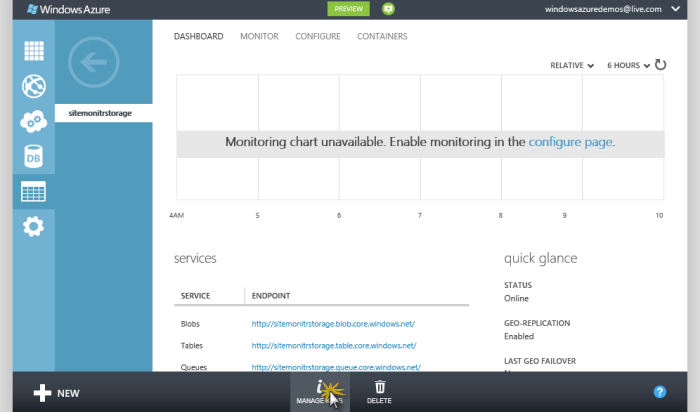 Windows Azure
PREVIEW
windowsazuredemos@live.com
DASHBOARD MONITOR CONFIGURE CONTAINERS
RELATIVE 6 HOURS
sitemonitrstorage
Monitoring chart unavailable. Enable monitoring in the configure page.
DB
4AM 5 6 7 8 9 10
services
quick glance
STATUS
Online
SERVICE ENDPOINT
GEO-REPLICATION
Enabled
Blobs http://sitemonitrstorage.blob.core.windows.net/
Tables http://sitemonitrstorage.table.core.windows.net/
LAST GEO FAILOVER
Queues http://sitemonitrstorage.queue.core.windows.net/
NEW
MANAGE
DELETE
?